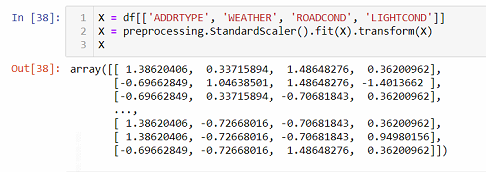 In [38]:
1 X = df[['ADDRTYPE', 'WEATHER', 'ROADCOND', 'LIGHTCOND']]
2 X = preprocessing.StandardScaler().fit(X).transform(X)
3 X
Out[38]: array([[ 1.38620406, 0.33715894, 1.48648276, 0.36200962],
[-0.69662849, 1.04638501, 1.48648276, -1.4013662 ],
[-0.69662849, 0.33715894, -0.70681843, 0.36200962],
...,
[ 1.38620406, -0.72668016, -0.70681843, 0.36200962],
[ 1.38620406, -0.72668016, -0.70681843, 0.94980156],
[-0.69662849, -0.72668016, 1.48648276, 0.36200962]])